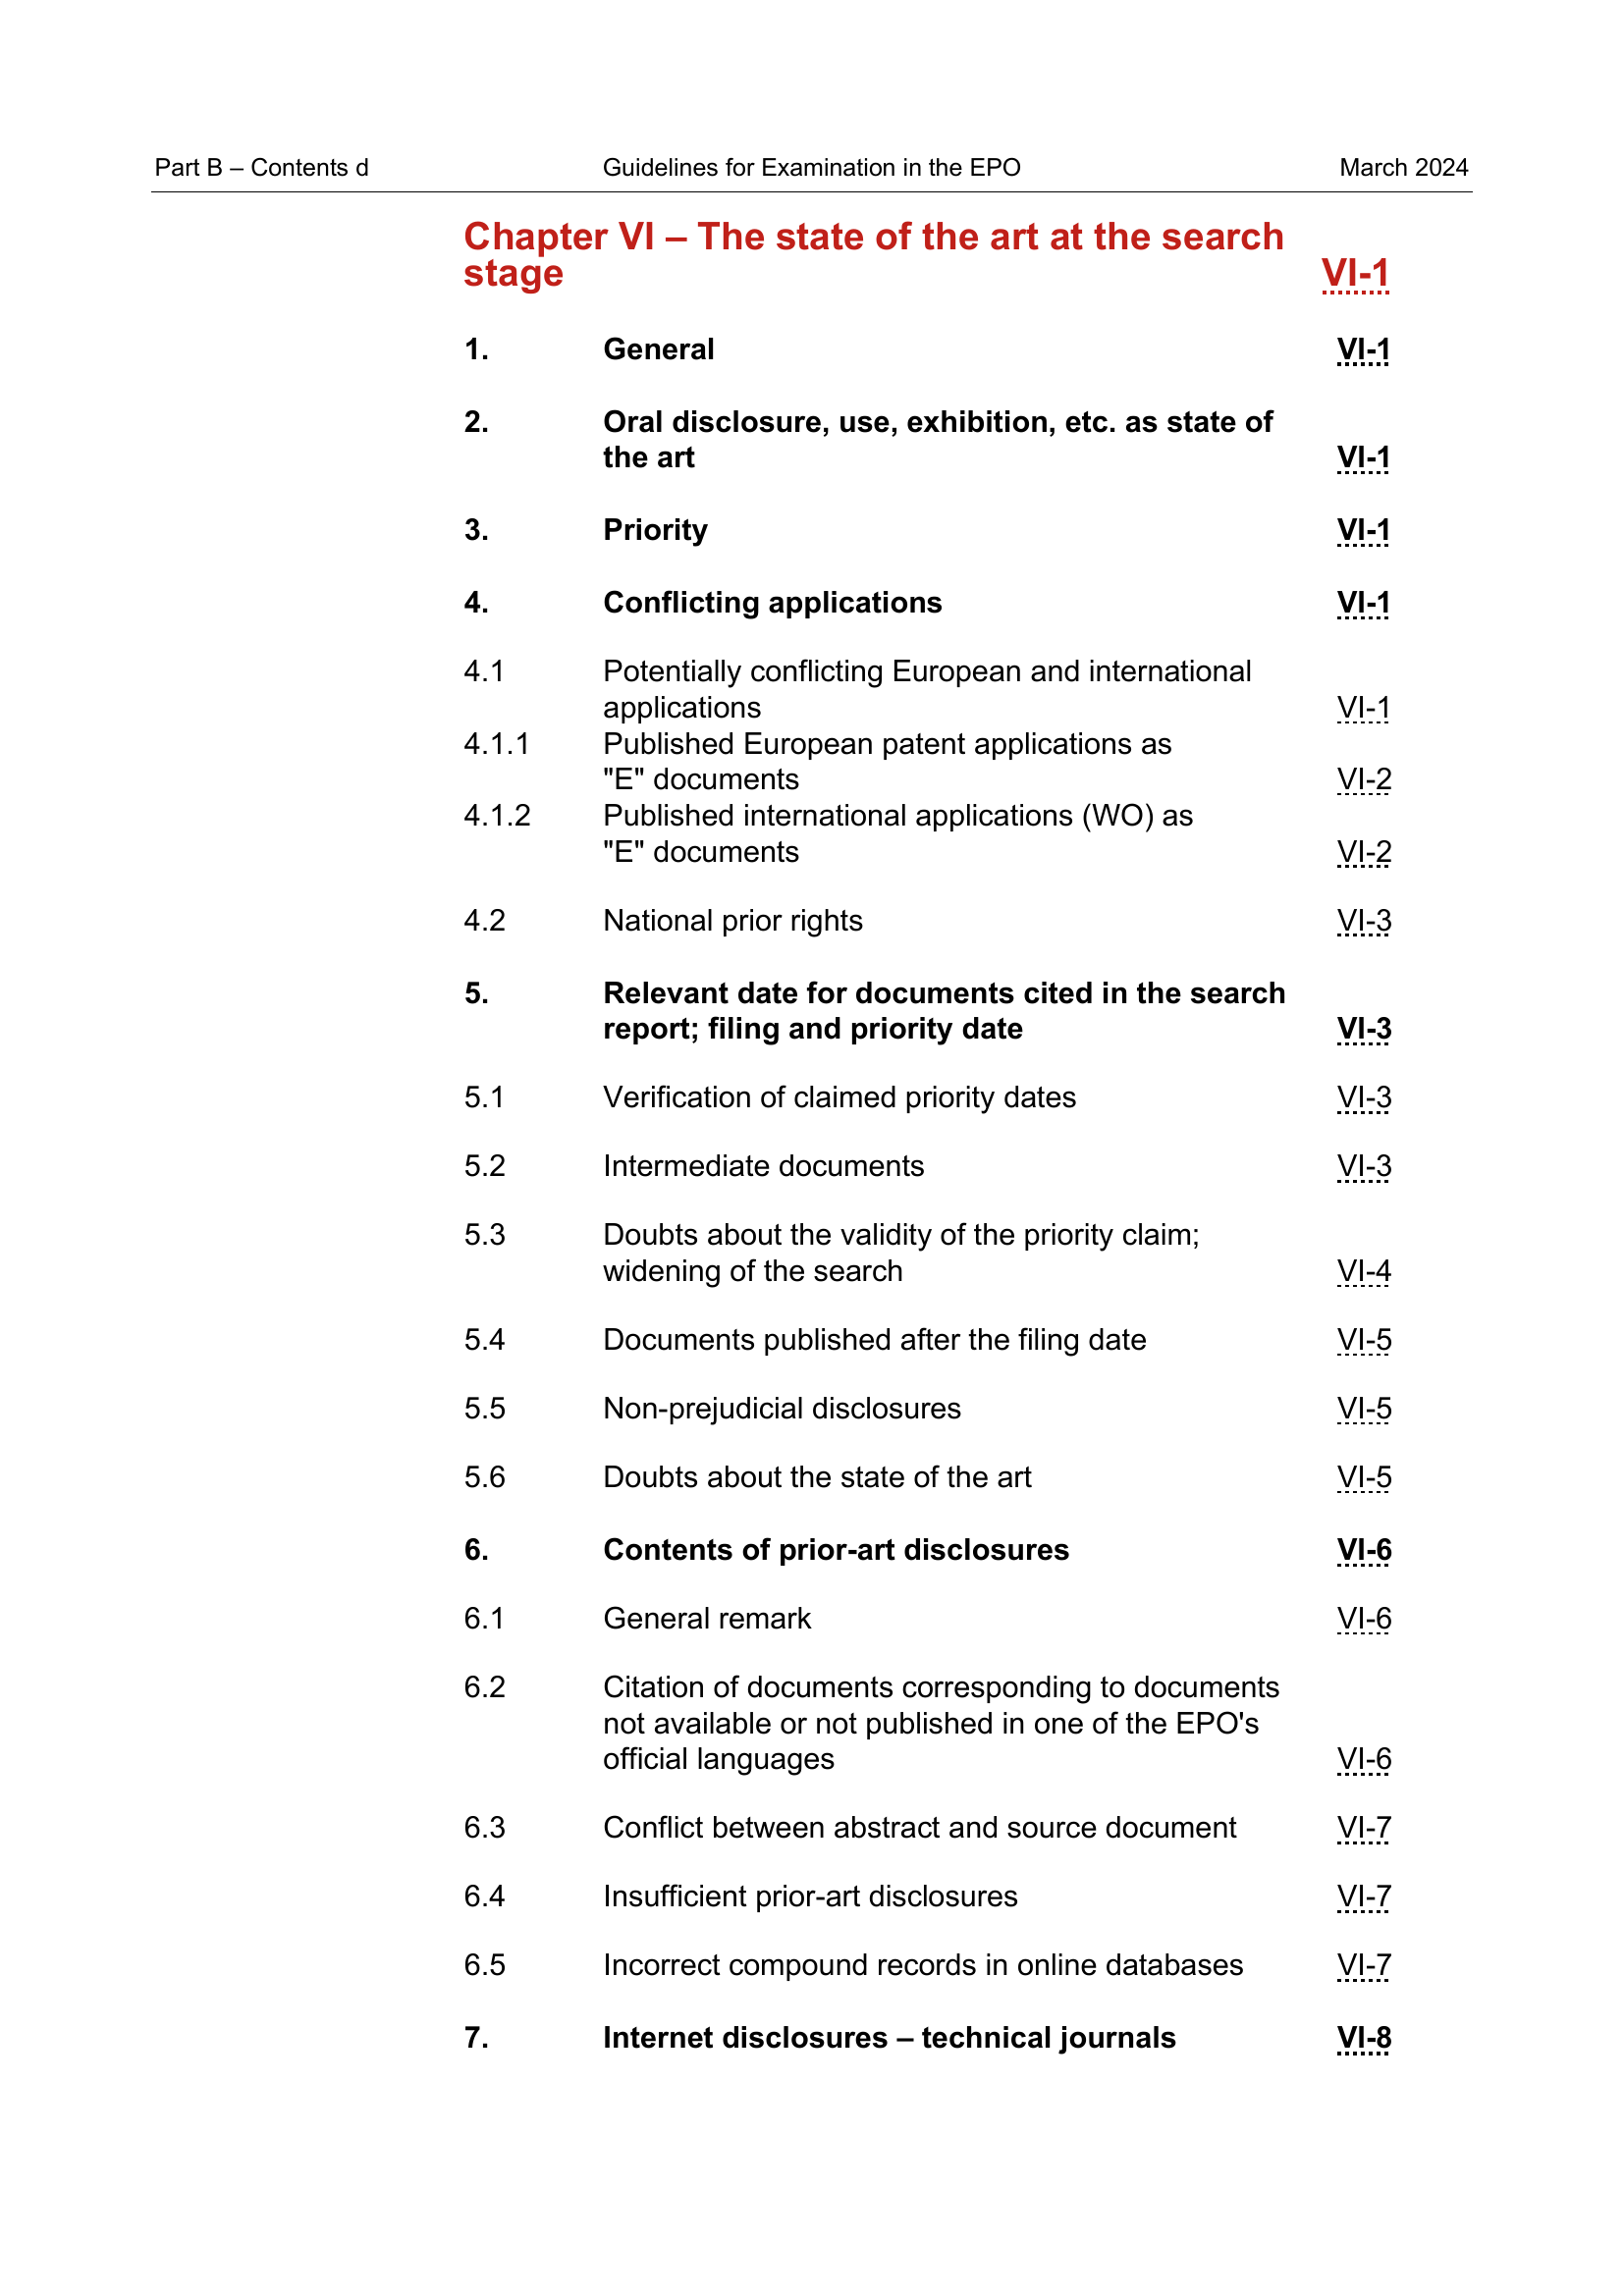 Part B – Contents d Guidelines for Examination in the EPO March 2024
Chapter VI – The state of the art at the search
stage VI-1
1. General VI-1
2. Oral disclosure, use, exhibition, etc. as state of
the art VI-1
3. Priority VI-1
4. Conflicting applications VI-1
4.1 Potentially conflicting European and international
applications VI-1
4.1.1 Published European patent applications as
"E" documents VI-2
4.1.2 Published international applications (WO) as
"E" documents VI-2
4.2 National prior rights VI-3
5. Relevant date for documents cited in the search
report; filing and priority date VI-3
5.1 Verification of claimed priority dates VI-3
5.2 Intermediate documents VI-3
5.3 Doubts about the validity of the priority claim;
widening of the search VI-4
5.4 Documents published after the filing date VI-5
5.5 Non-prejudicial disclosures VI-5
5.6 Doubts about the state of the art VI-5
6. Contents of prior-art disclosures VI-6
6.1 General remark VI-6
6.2 Citation of documents corresponding to documents
not available or not published in one of the EPO's
official languages VI-6
6.3 Conflict between abstract and source document VI-7
6.4 Insufficient prior-art disclosures VI-7
6.5 Incorrect compound records in online databases VI-7
7. Internet disclosures – technical journals VI-8